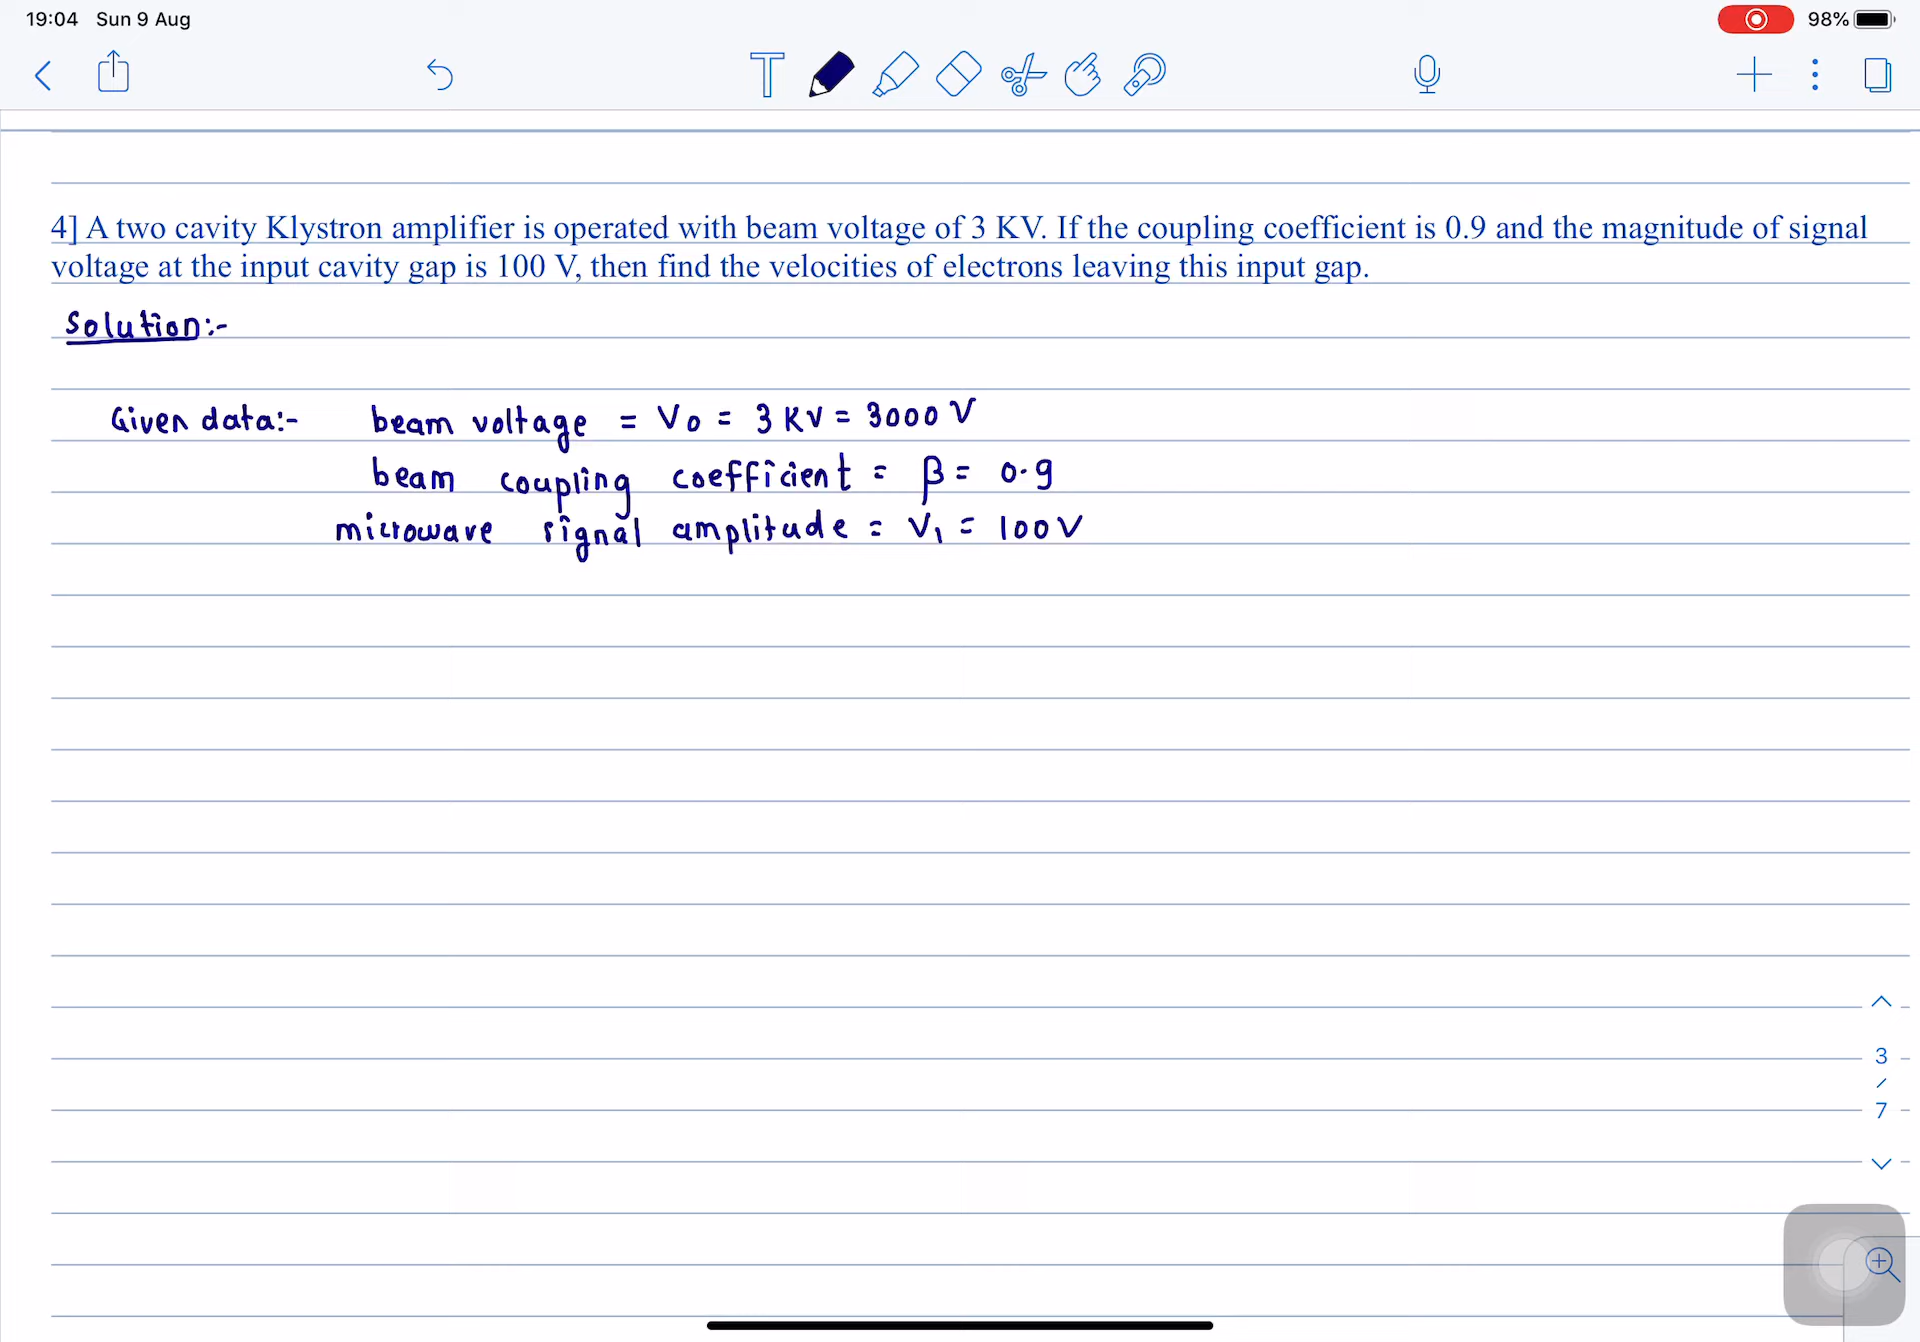 19:04 Sun 9 Aug 98%
4] A two cavity Klystron amplifier is operated with beam voltage of 3 KV. If the coupling coefficient is 0.9 and the magnitude of signal
voltage at the input cavity gap is 100 V, then find the velocities of electrons leaving this input gap.
Solution:-
Given data:- beam voltage = V0 = 3 KV = 3000 V
beam coupling coefficient = β = 0.9
microwave signal amplitude = V1 = 100V
3
/
7